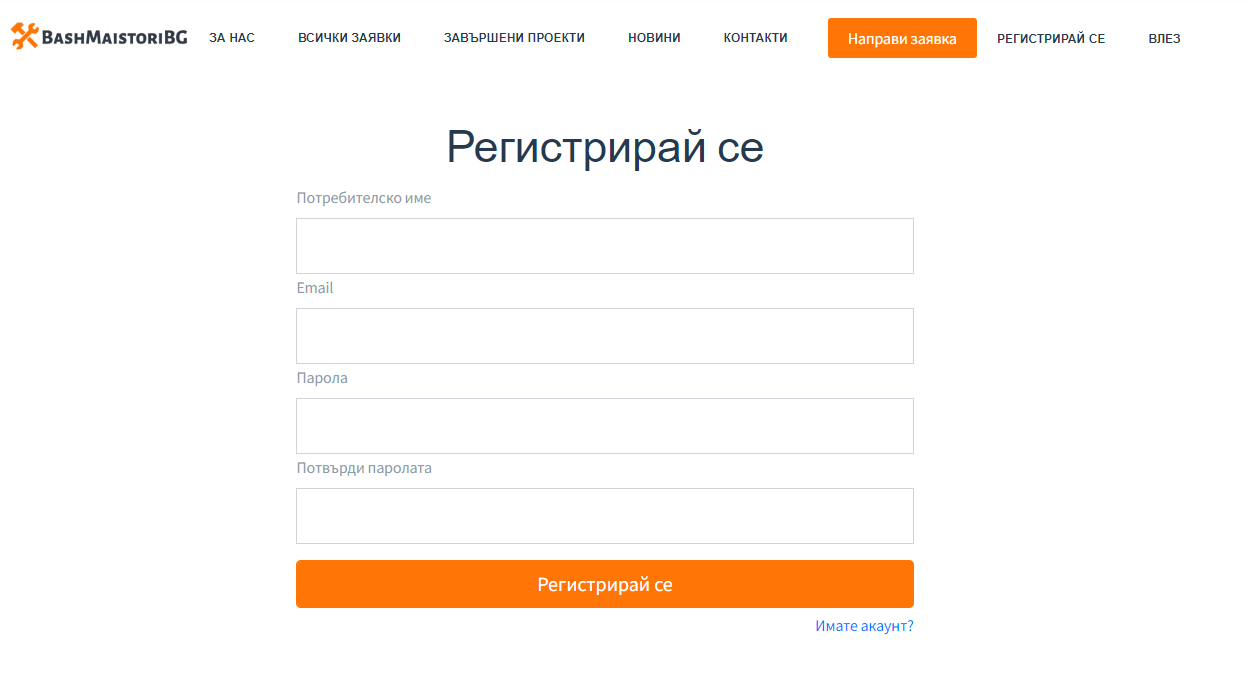 BashMaistoriBG ЗА НАС ВСИЧКИ ЗАЯВКИ ЗАВЪРШЕНИ ПРОЕКТИ НОВИНИ КОНТАКТИ Направи заявка РЕГИСТРИРАЙ СЕ ВЛЕЗ
Регистрирай се
Потребителско име
Email
Парола
Потвърди паролата
Регистрирай се
Имате акаунт?